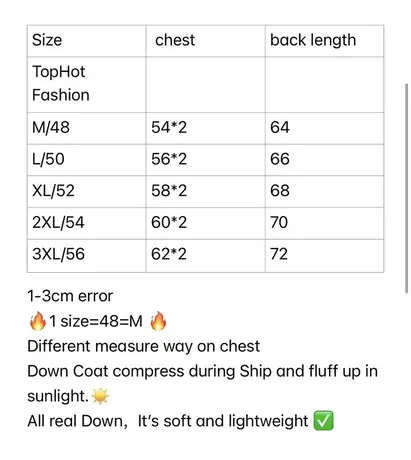 Size chest back length
TopHot
Fashion
M/48 54*2 64
L/50 56*2 66
XL/52 58*2 68
2XL/54 60*2 70
3XL/56 62*2 72
1-3cm error
🔥1 size=48=M 🔥
Different measure way on chest
Down Coat compress during Ship and fluff up in
sunlight.☀️
All real Down，It's soft and lightweight ✅